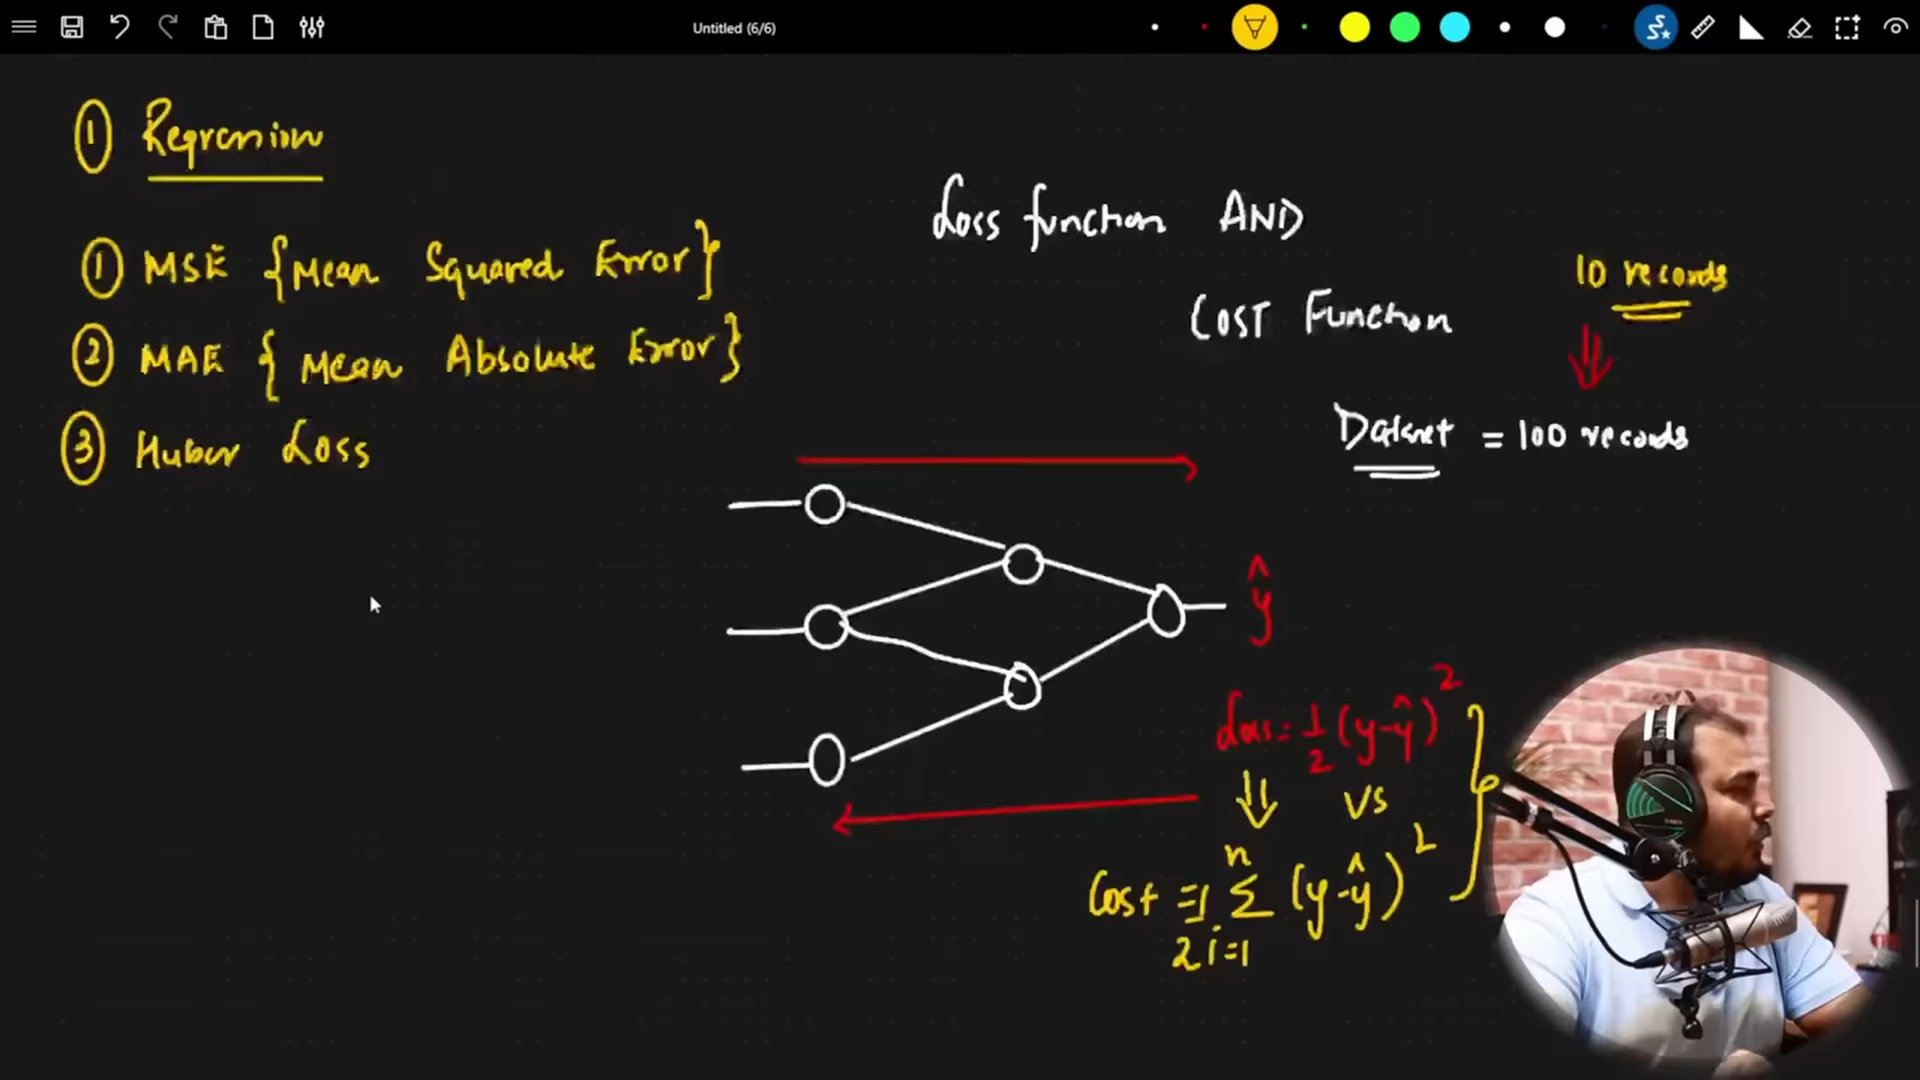 Untitled (6/6)
① Regression
① MSE {Mean Squared Error}
② MAE {Mean Absolute Error}
③ Huber Loss
Loss function AND
COST Function
10 records
Dataset = 100 records
ŷ
Loss = 1/2 (y-ŷ)²
VS
Cost = 1/2 Σ i=1 n (y-ŷ)²